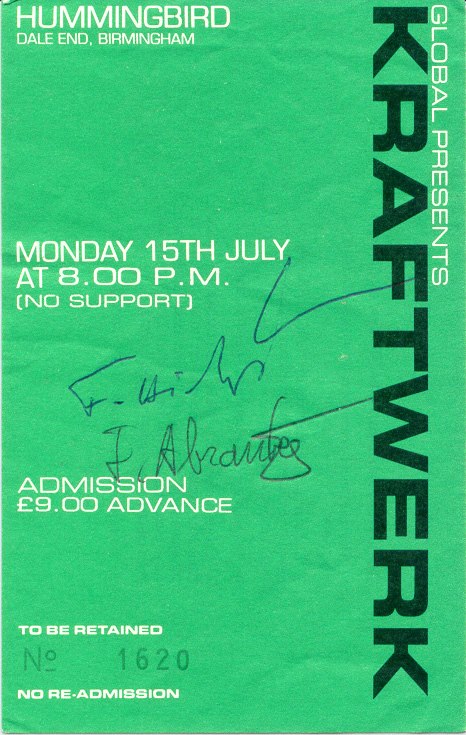 HUMMINGBIRD
DALE END, BIRMINGHAM
GLOBAL PRESENTS
KRAFTWERK
MONDAY 15TH JULY
AT 8.00 P.M.
(NO SUPPORT)
F. Abrantes
ADMISSION
£9.00 ADVANCE
TO BE RETAINED
Nº 1620
NO RE-ADMISSION